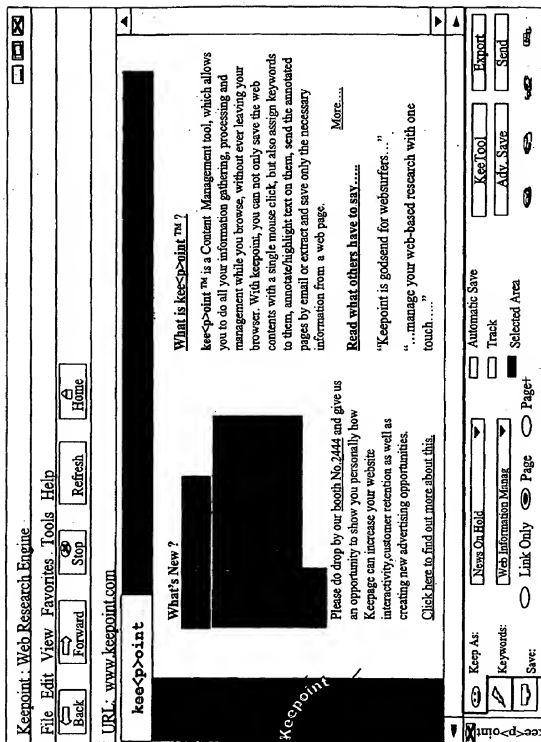 Keepoint : Web Research Engine
File Edit View Favorites Tools Help
Back
Forward
Stop
Refresh
Home
URL: www.keepoint.com
kee<p>oint
Keepoint
What's New ?
Please do drop by our booth No.2444 and give us
an opportunity to show you personally how
Keepage can increase your website
interactivity,customer retention as well as
creating new advertising opportunities.
Click here to find out more about this.
What is kee<p>oint ™ ?
kee<p>oint ™ is a Content Management tool, which allows
you to do all your information gathering, processing and
management while you browse, without ever leaving your
browser. With keepoint, you can not only save the web
contents with a single mouse click, but also assign keywords
to them, annotate/highlight text on them, send the annotated
pages by email or extract and save only the necessary
information from a web page.
More....
Read what others have to say......
“Keepoint is godsend for websurfers....”
“ ...manage your web-based research with one
touch.....”
kee<p>oint
Keep As:
News On Hold
Automatic Save
KeeTool
Export
Keywords:
Web Information Manag
Track
Adv. Save
Send
Save:
Link Only
Page
Page+
Selected Area